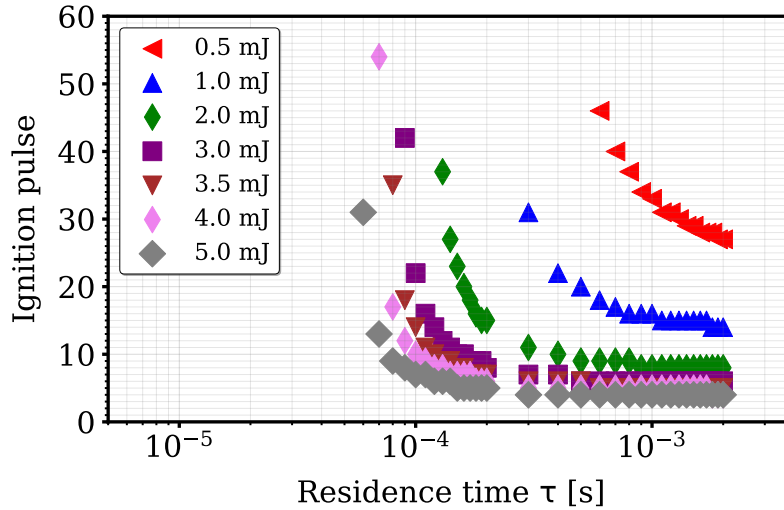 Ignition pulse
60
50
40
30
20
10
0
0.5 mJ
1.0 mJ
2.0 mJ
3.0 mJ
3.5 mJ
4.0 mJ
5.0 mJ
10⁻⁵
10⁻⁴
10⁻³
Residence time τ [s]